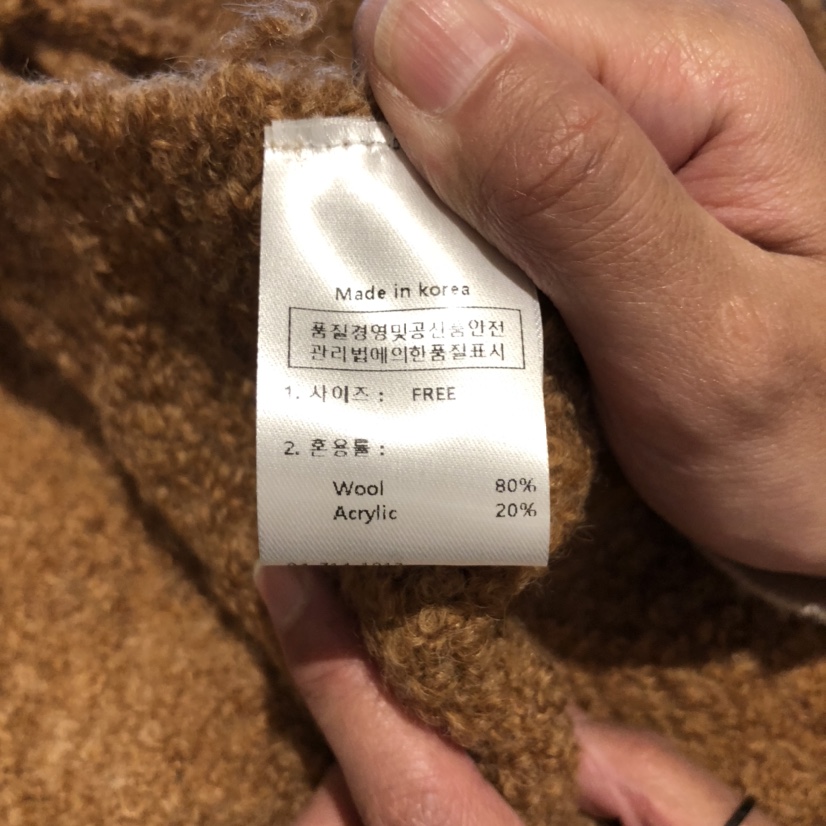 Made in korea
품질경영및공산품안전
관리법에의한품질표시
1. 사이즈 : FREE
2. 혼용률 :
Wool 80%
Acrylic 20%